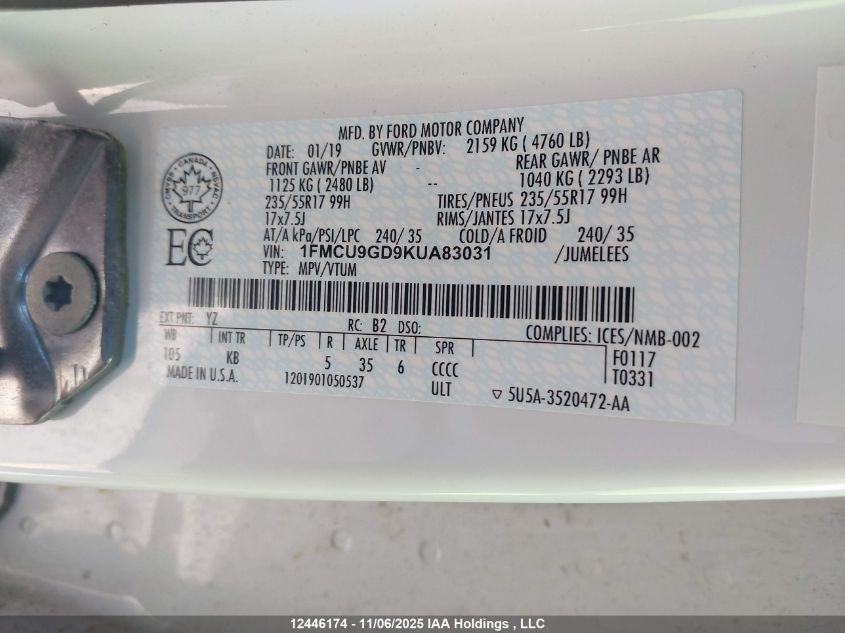 MFD. BY FORD MOTOR COMPANY
DATE: 01/19 GVWR/PNBV: 2159 KG ( 4760 LB)
FRONT GAWR/PNBE AV - REAR GAWR/ PNBE AR
1125 KG ( 2480 LB) -- 1040 KG ( 2293 LB)
235/55R17 99H TIRES/PNEUS 235/55R17 99H
17x7.5J RIMS/JANTES 17x7.5J
AT/A kPa/PSI/LPC 240/ 35 COLD/A FROID 240/ 35
VIN: 1FMCU9GD9KUA83031 /JUMELEES
TYPE: MPV/VTUM
CANADA
977
TRANSPORT
CMVSS
NSVAC
EC
EXT PNT: YZ RC: B2 DSO: COMPLIES: ICES/NMB-002
WB INT TR TP/PS R AXLE TR SPR F0117
105 KB 5 35 6 CCCC T0331
MADE IN U.S.A. 1201901050537 ULT ▽ 5U5A-3520472-AA
12446174 - 11/06/2025 IAA Holdings , LLC